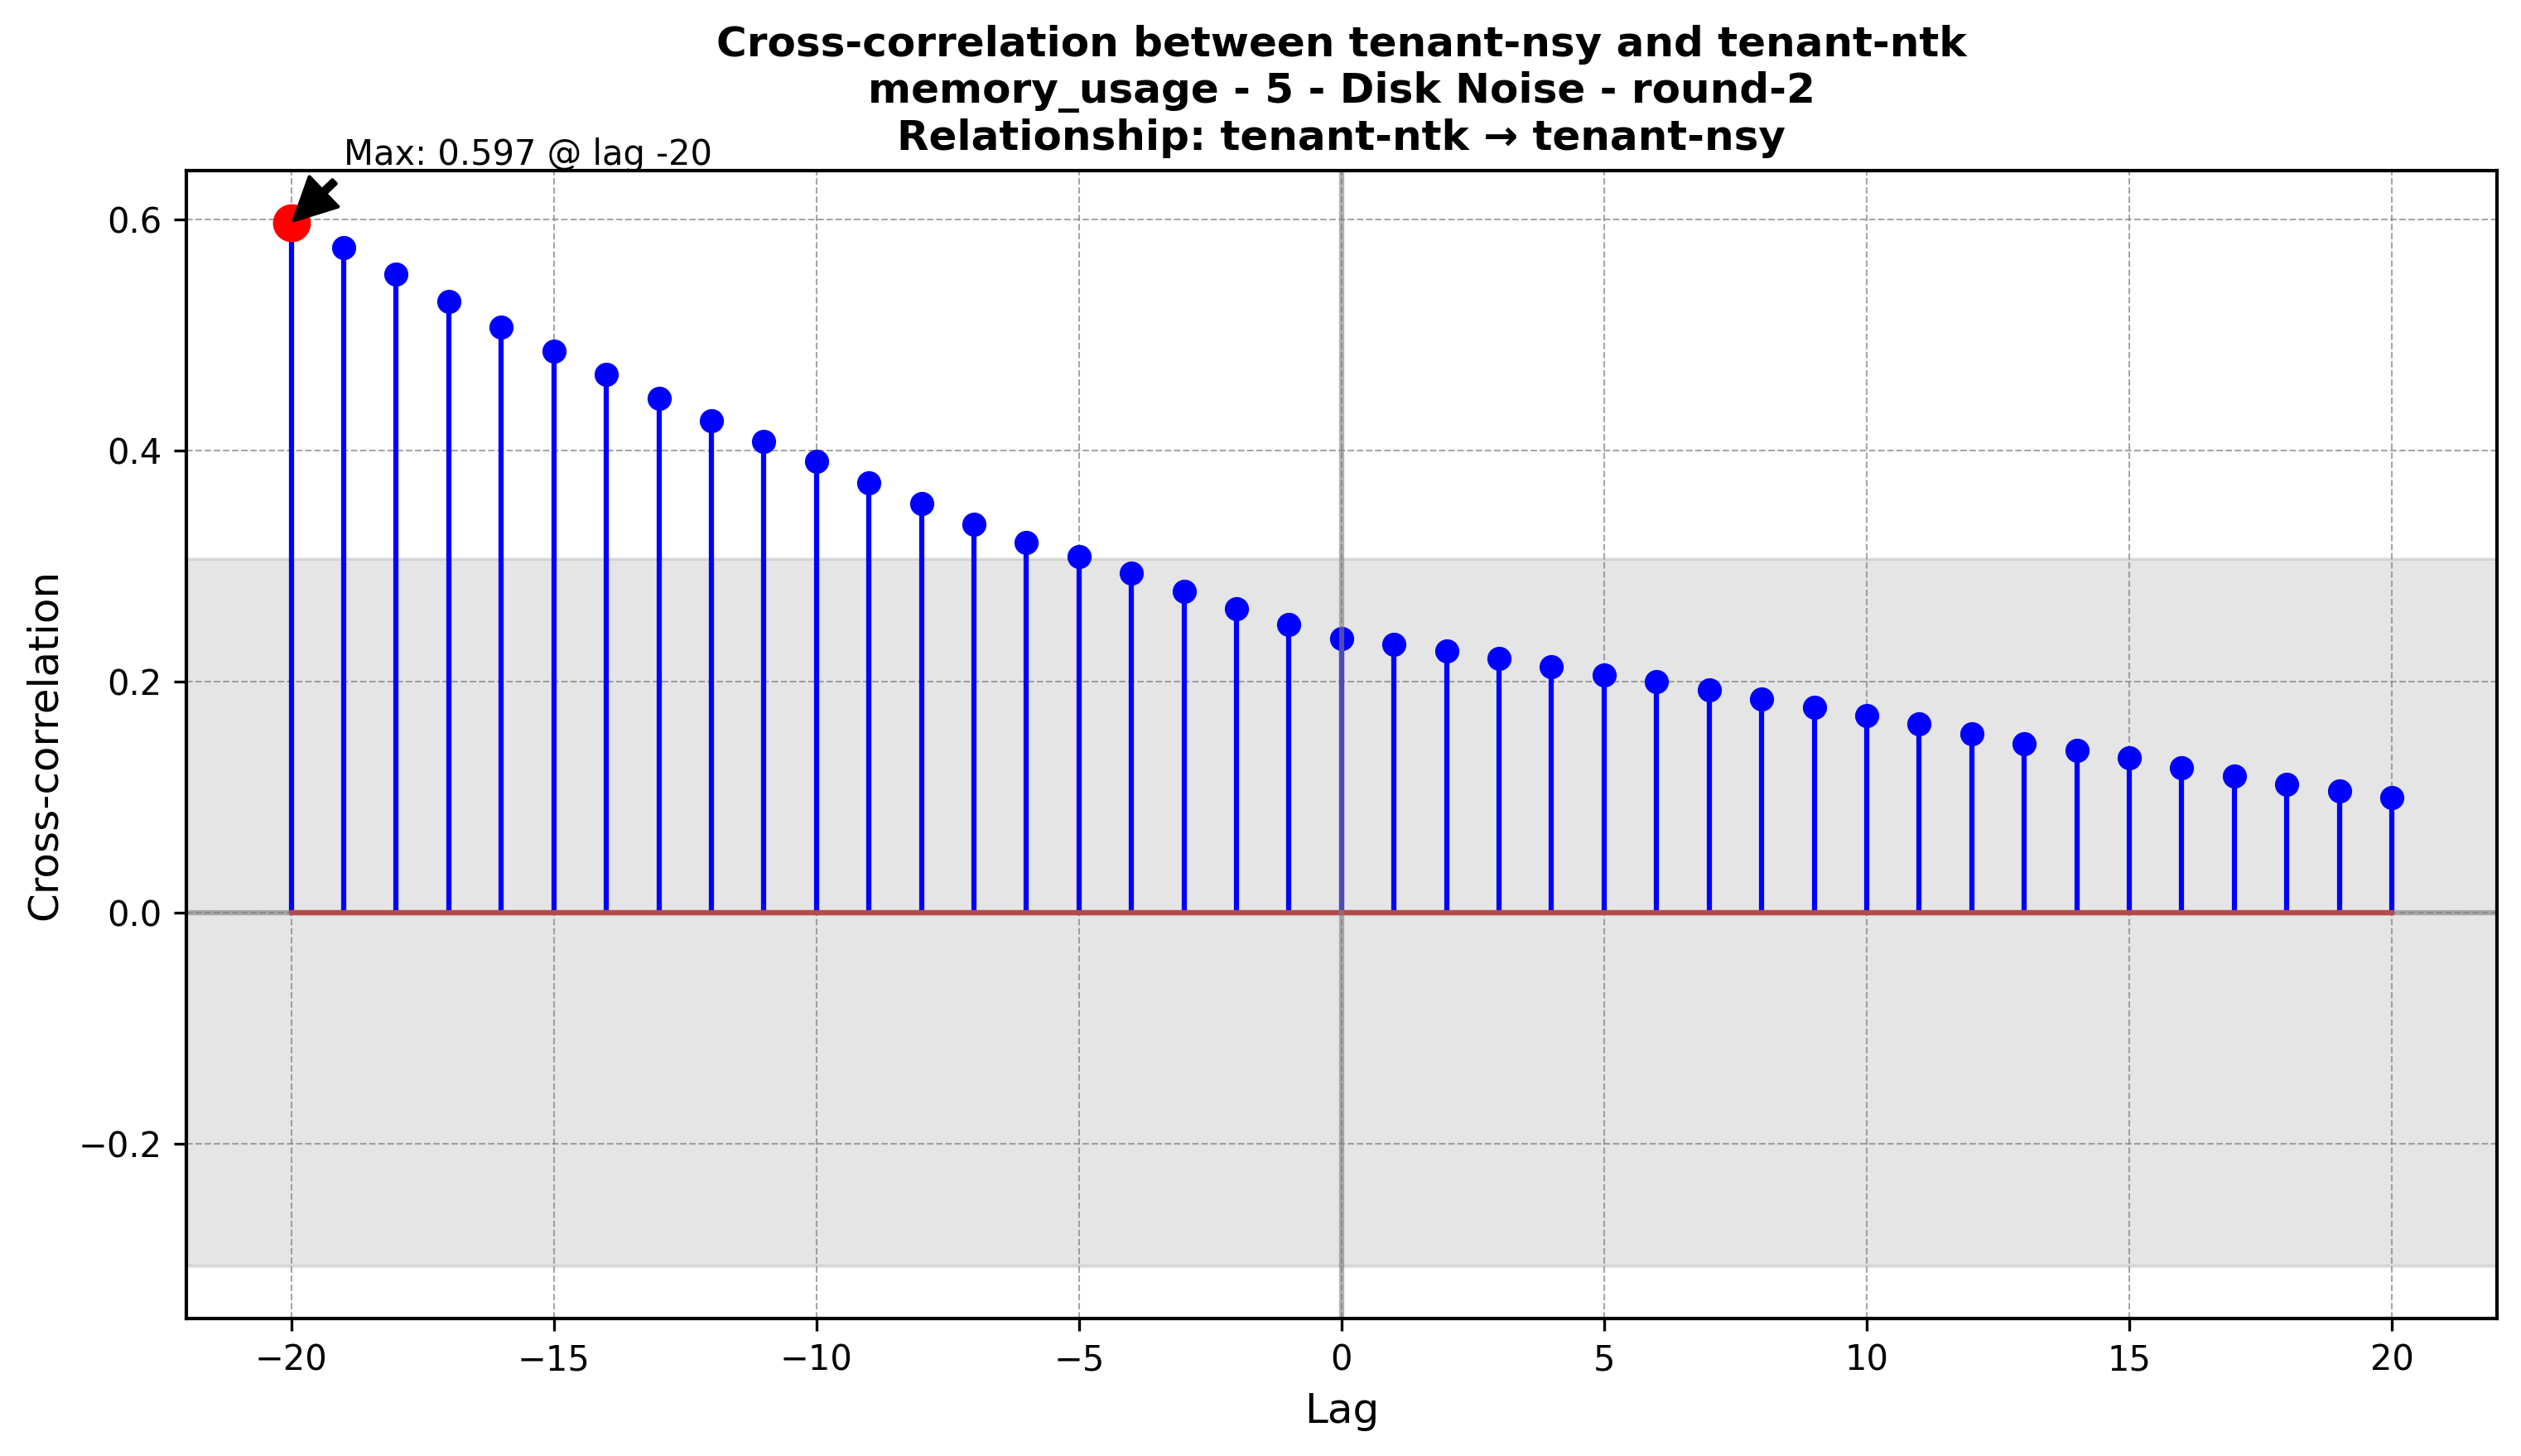 Cross-correlation between tenant-nsy and tenant-ntk
memory_usage - 5 - Disk Noise - round-2
Relationship: tenant-ntk → tenant-nsy
Max: 0.597 @ lag -20
0.6
0.4
0.2
0.0
−0.2
Cross-correlation
−20
−15
−10
−5
0
5
10
15
20
Lag